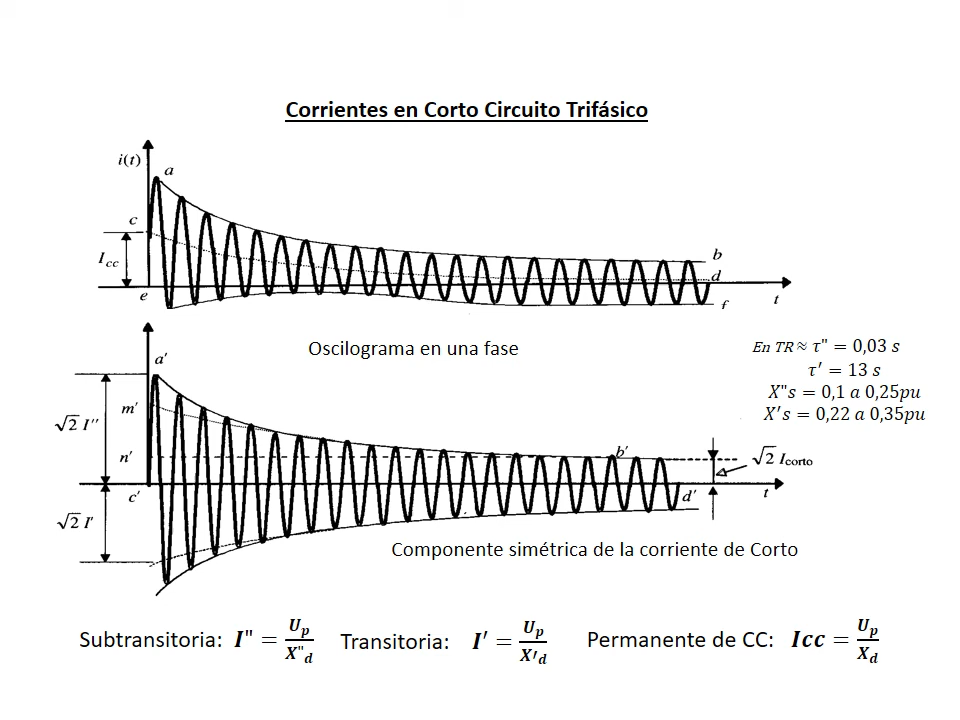 Corrientes en Corto Circuito Trifásico
i(t)
a
c
I_cc
b
d
e
t
f
Oscilograma en una fase
En TR ≈ τ" = 0,03 s
τ′ = 13 s
X"s = 0,1 a 0,25pu
X′s = 0,22 a 0,35pu
a′
m′
√2 I″
n′
b′
√2 I_corto
c′
d′
t
√2 I′
Componente simétrica de la corriente de Corto
Subtransitoria: I" = U_p / X"_d Transitoria: I′ = U_p / X′_d Permanente de CC: Icc = U_p / X_d